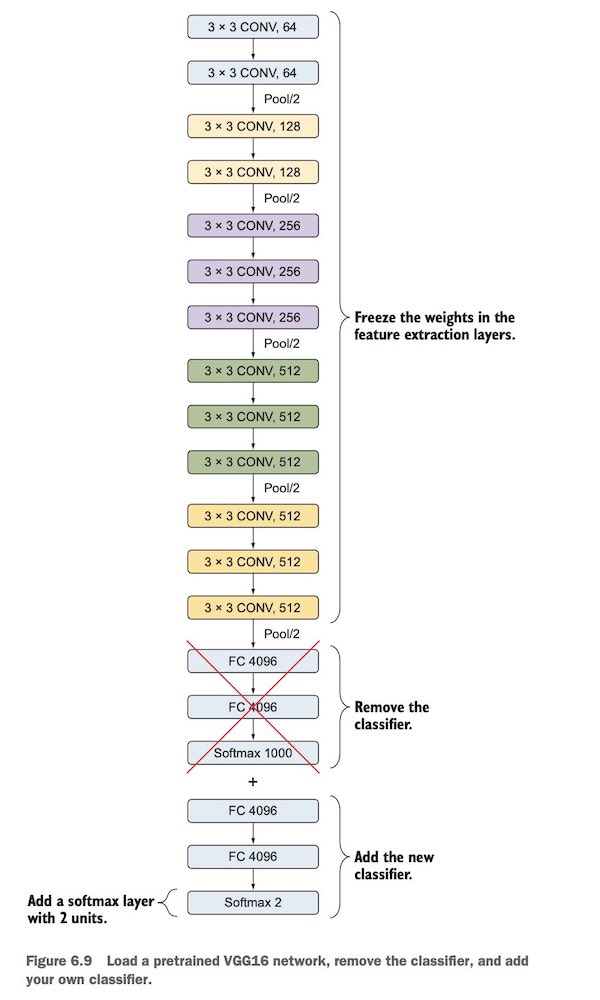 3 × 3 CONV, 64
3 × 3 CONV, 64
Pool/2
3 × 3 CONV, 128
3 × 3 CONV, 128
Pool/2
3 × 3 CONV, 256
3 × 3 CONV, 256
3 × 3 CONV, 256
Freeze the weights in the
feature extraction layers.
Pool/2
3 × 3 CONV, 512
3 × 3 CONV, 512
3 × 3 CONV, 512
Pool/2
3 × 3 CONV, 512
3 × 3 CONV, 512
3 × 3 CONV, 512
Pool/2
FC 4096
FC 4096
Softmax 1000
Remove the
classifier.
+
FC 4096
FC 4096
Add the new
classifier.
Add a softmax layer
with 2 units.
Softmax 2
Figure 6.9 Load a pretrained VGG16 network, remove the classifier, and add
your own classifier.